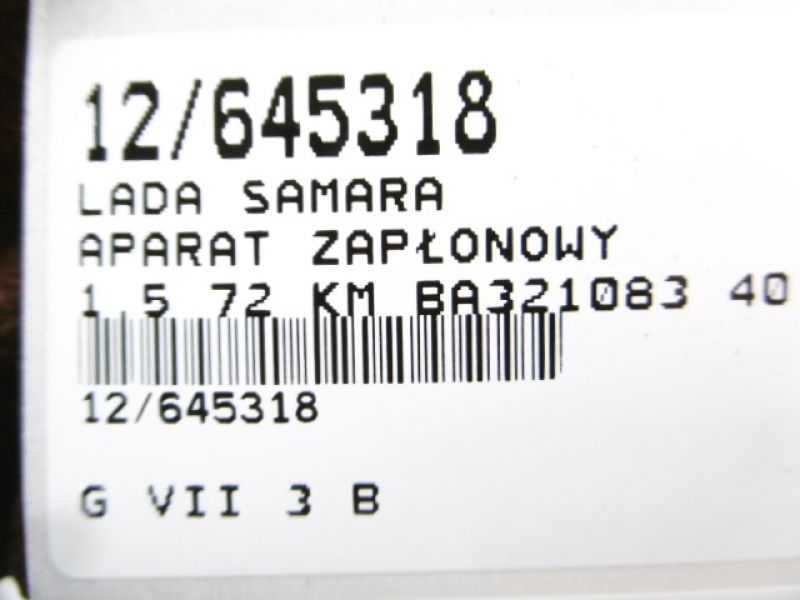 12/645318
LADA SAMARA
APARAT ZAPŁONOWY
1.5 72 KM BA321083 40
12/645318
G VII 3 B